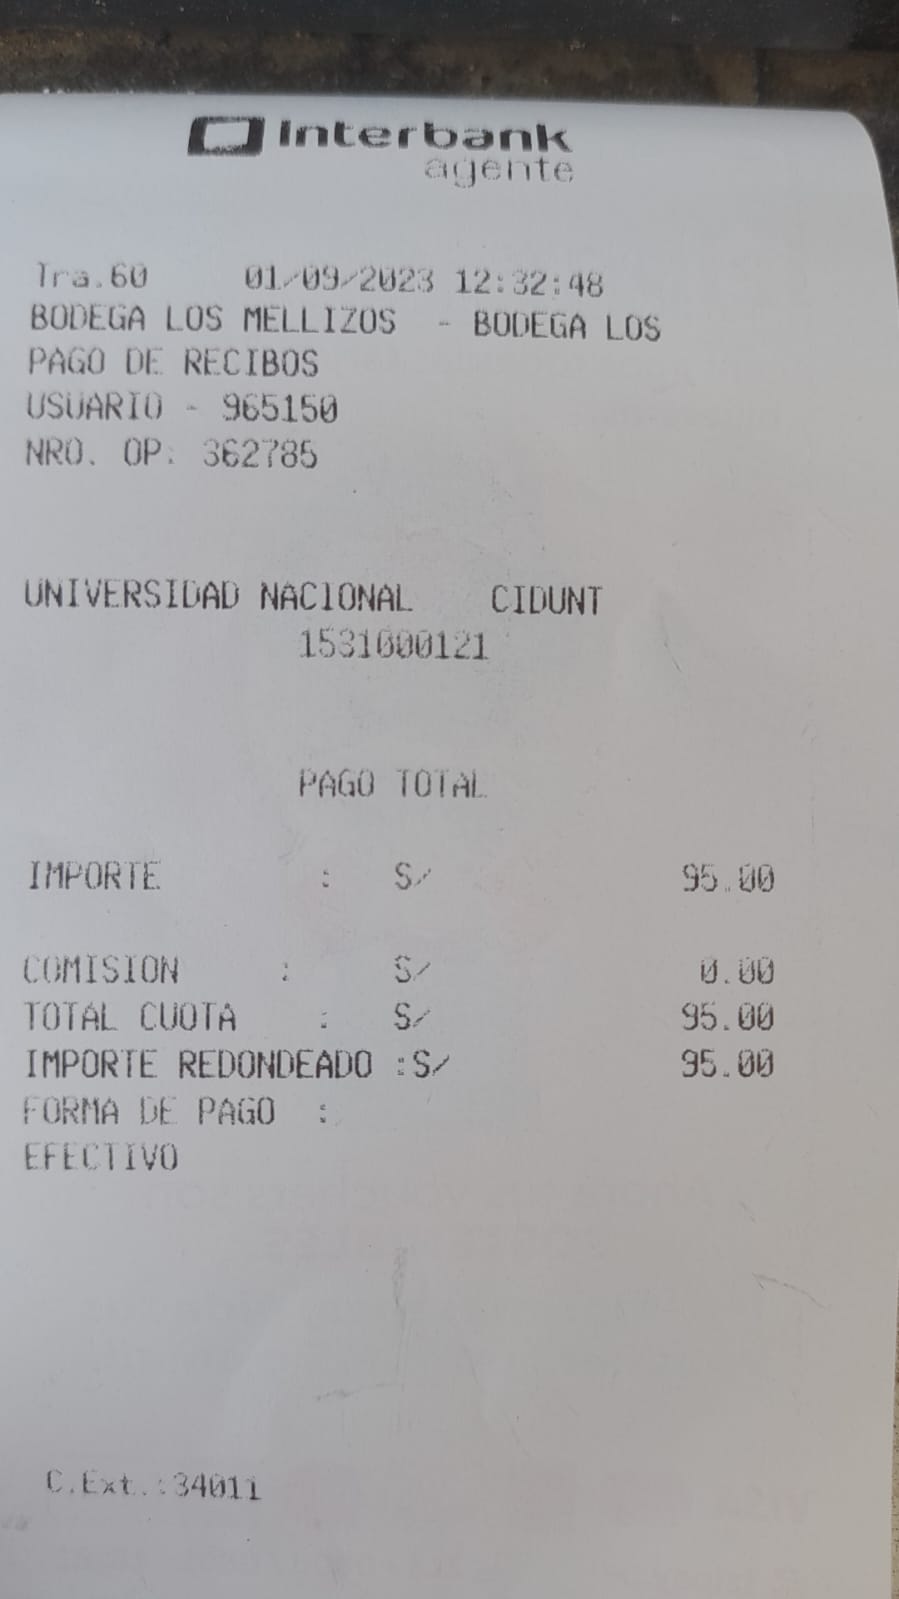 Interbank
agente
Tra.60 01/09/2023 12:32:48
BODEGA LOS MELLIZOS - BODEGA LOS
PAGO DE RECIBOS
USUARIO - 965150
NRO. OP: 362785
UNIVERSIDAD NACIONAL CIDUNT
1531000121
PAGO TOTAL
IMPORTE : S/ 95.00
COMISION : S/ 0.00
TOTAL CUOTA : S/ 95.00
IMPORTE REDONDEADO :S/ 95.00
FORMA DE PAGO :
EFECTIVO
C.Ext.:34011